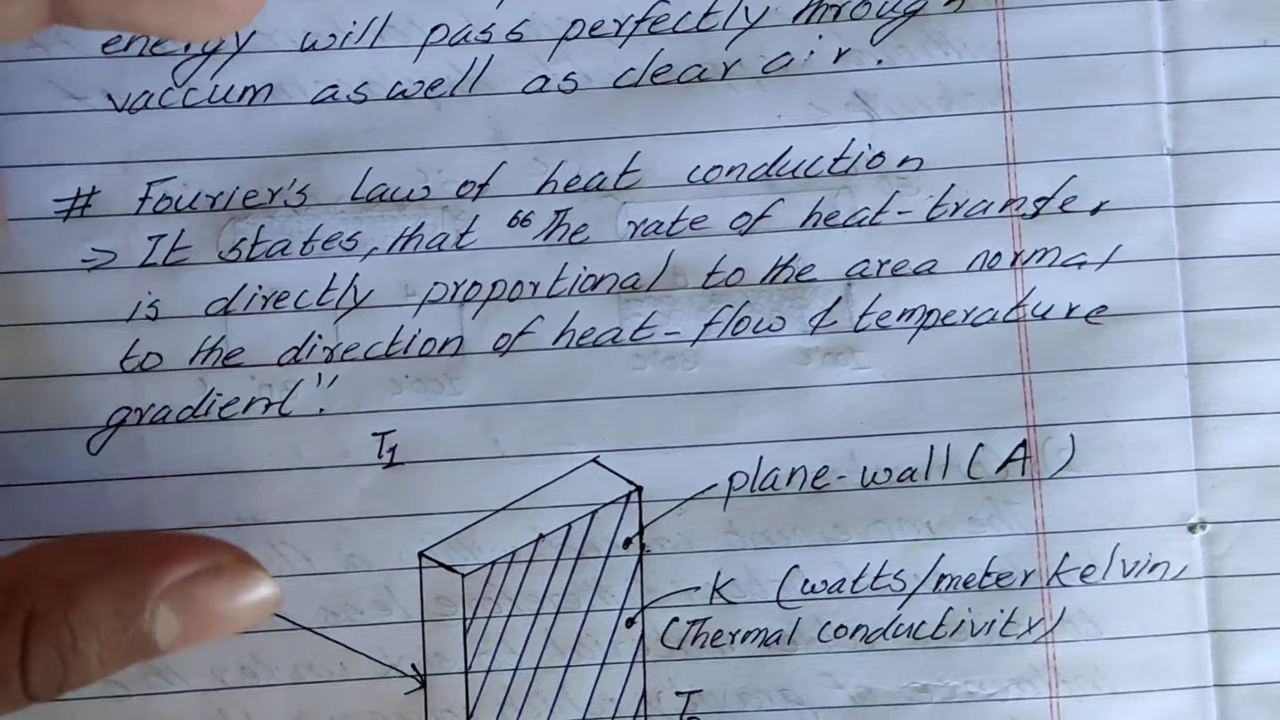 energy will pass perfectly through
vaccum as well as clear air.
# Fourier's law of heat conduction
⇒ It states, that "The rate of heat-transfer
is directly proportional to the area normal
to the direction of heat-flow & temperature
gradient".
T1
plane-wall (A)
K (watts/meter kelvin)
(Thermal conductivity)